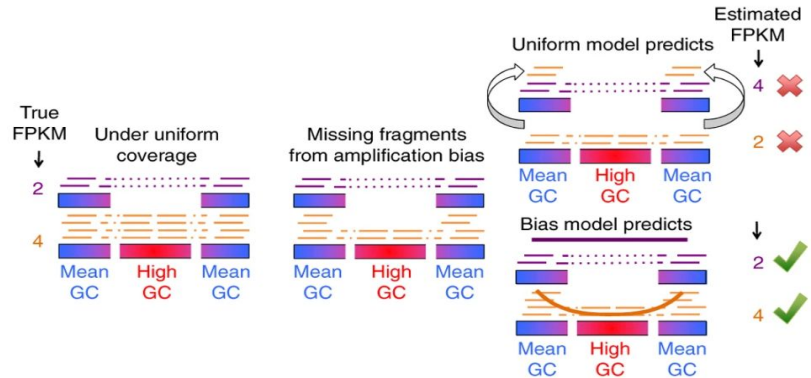 True
FPKM
Under uniform
coverage
2
4
Mean
GC
High
GC
Mean
GC
Missing fragments
from amplification bias
Mean
GC
High
GC
Mean
GC
Estimated
FPKM
Uniform model predicts
4
2
Mean
GC
High
GC
Mean
GC
Bias model predicts
2
4
Mean
GC
High
GC
Mean
GC